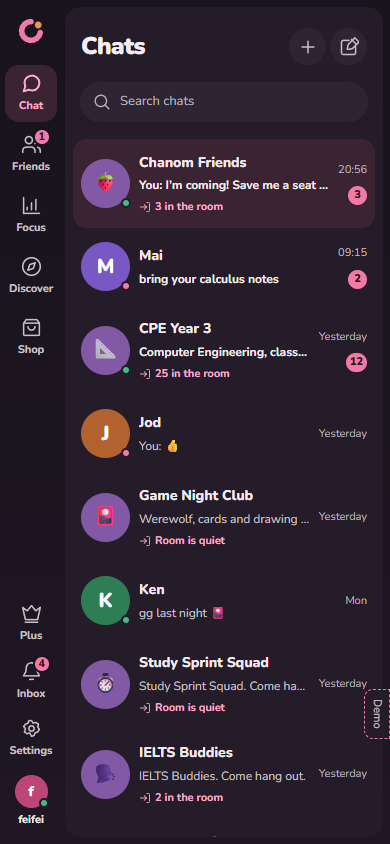 Chats
Search chats
Chat
1
Friends
Focus
Discover
Shop
Plus
4
Inbox
Settings
f
feifei
Chanom Friends
20:56
You: I'm coming! Save me a seat ...
3
3 in the room
M
Mai
09:15
bring your calculus notes
2
CPE Year 3
Yesterday
Computer Engineering, class...
12
25 in the room
J
Jod
Yesterday
You: 👍
Game Night Club
Yesterday
Werewolf, cards and drawing ...
Room is quiet
K
Ken
Mon
gg last night 🎴
Study Sprint Squad
Yesterday
Study Sprint Squad. Come ha...
Room is quiet
Demo
IELTS Buddies
Yesterday
IELTS Buddies. Come hang out.
2 in the room